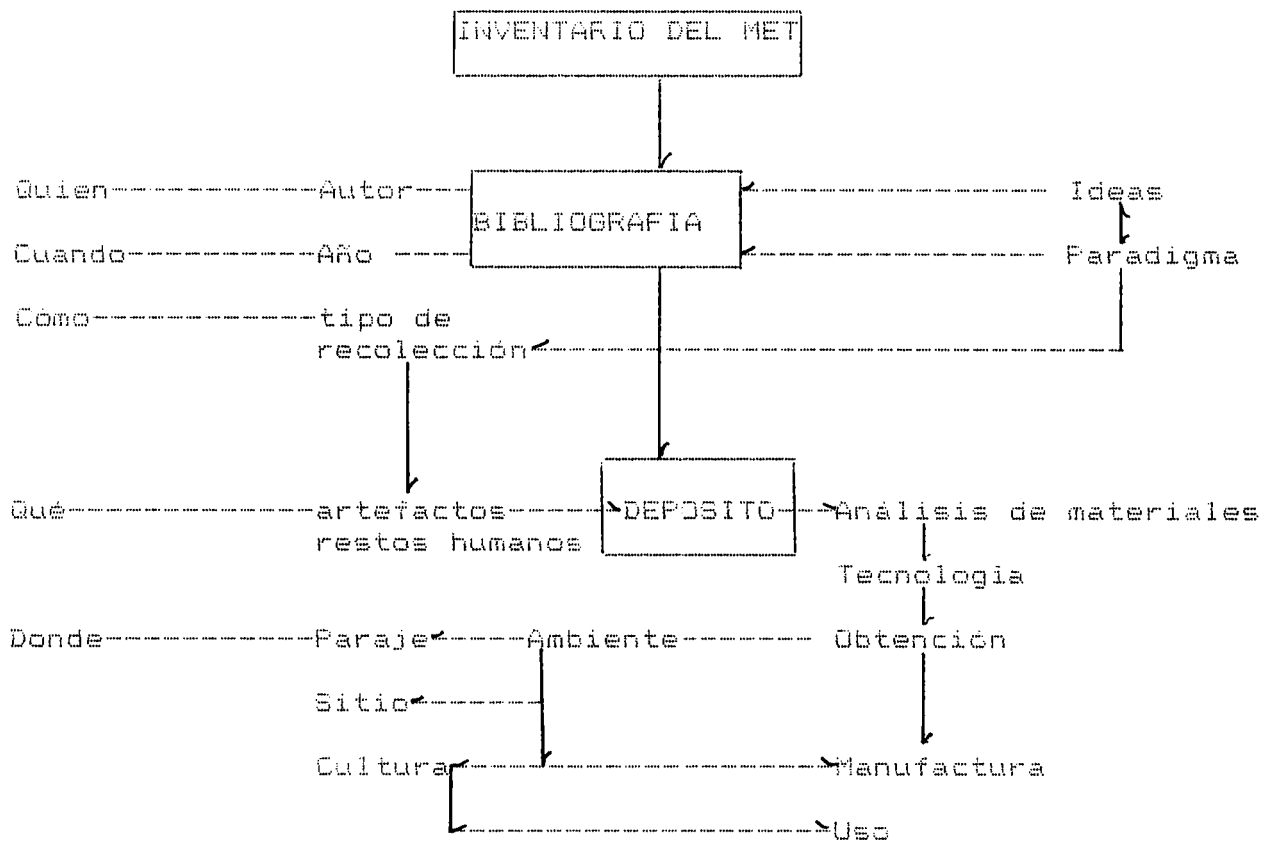 INVENTARIO DEL MET
Quien Autor Ideas
BIBLIOGRAFIA
Cuando Año Paradigma
Cómo tipo de
recolección
Qué artefactos DEPOSITO Análisis de materiales
restos humanos
Tecnologia
Donde Paraje Ambiente Obtención
Sitio
Cultura Manufactura
Uso